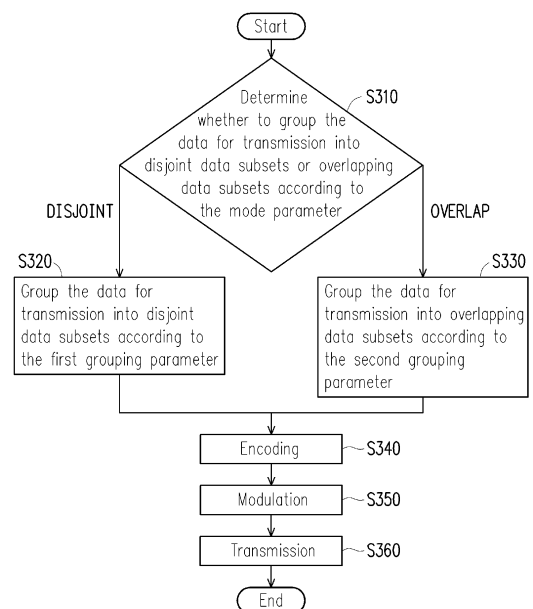 Start
Determine
whether to group the
data for transmission into
disjoint data subsets or overlapping
data subsets according to
the mode parameter
S310
DISJOINT
OVERLAP
S320
Group the data for
transmission into disjoint
data subsets according to
the first grouping parameter
S330
Group the data for
transmission into overlapping
data subsets according to
the second grouping
parameter
Encoding
S340
Modulation
S350
Transmission
S360
End